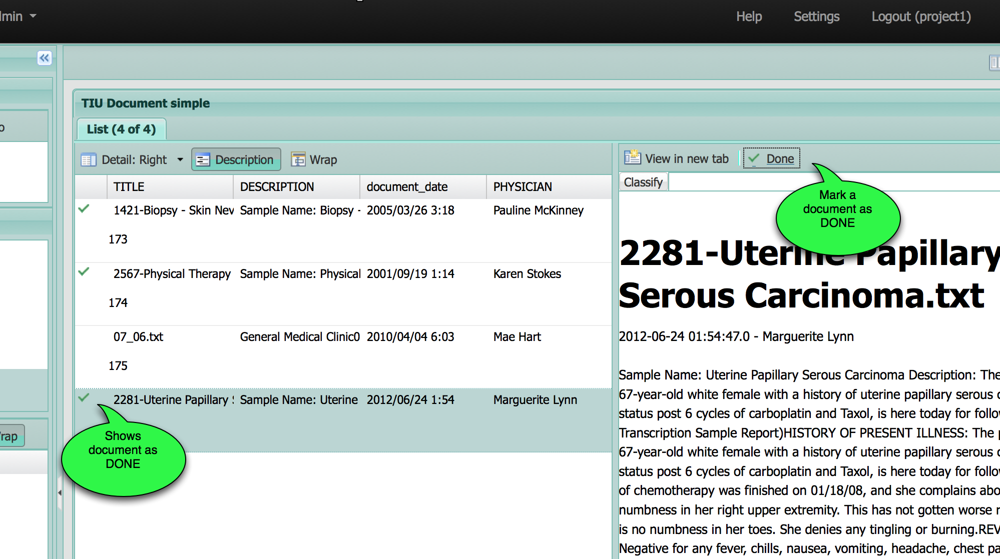 Help Settings Logout (project1)
TIU Document simple
List (4 of 4)
Detail: Right Description Wrap
TITLE DESCRIPTION document_date PHYSICIAN
1421-Biopsy - Skin Nev Sample Name: Biopsy - 2005/03/26 3:18 Pauline McKinney
173
2567-Physical Therapy Sample Name: Physical 2001/09/19 1:14 Karen Stokes
174
07_06.txt General Medical Clinic0 2010/04/04 6:03 Mae Hart
175
2281-Uterine Papillary Sample Name: Uterine 2012/06/24 1:54 Marguerite Lynn
Shows
document as
DONE
View in new tab Done
Classify
Mark a
document as
DONE
2281-Uterine Papillary
Serous Carcinoma.txt
2012-06-24 01:54:47.0 - Marguerite Lynn
Sample Name: Uterine Papillary Serous Carcinoma Description: The
67-year-old white female with a history of uterine papillary serous
status post 6 cycles of carboplatin and Taxol, is here today for
Transcription Sample Report)HISTORY OF PRESENT ILLNESS: The
67-year-old white female with a history of uterine papillary serous
status post 6 cycles of carboplatin and Taxol, is here today for
of chemotherapy was finished on 01/18/08, and she complains
numbness in her right upper extremity. This has not gotten worse
is no numbness in her toes. She denies any tingling or burning.REV
Negative for any fever, chills, nausea, vomiting, headache, chest